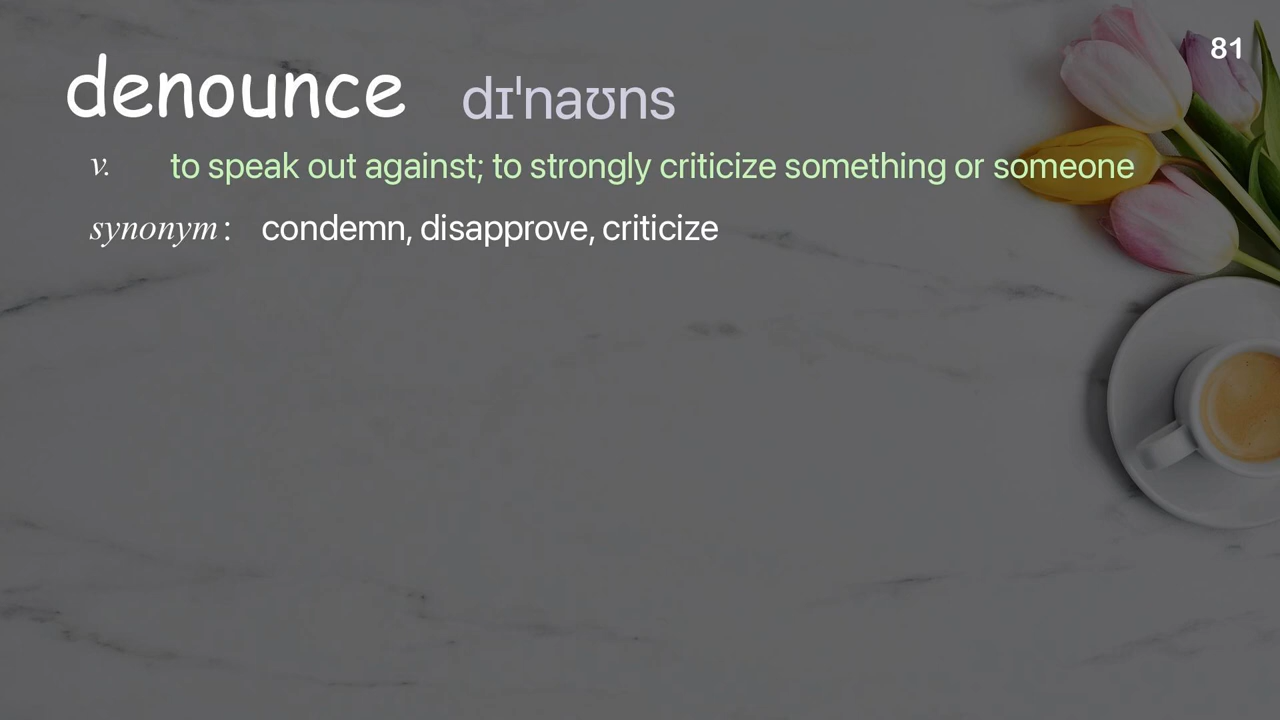 81
denounce dɪˈnaʊns
v. to speak out against; to strongly criticize something or someone
synonym : condemn, disapprove, criticize